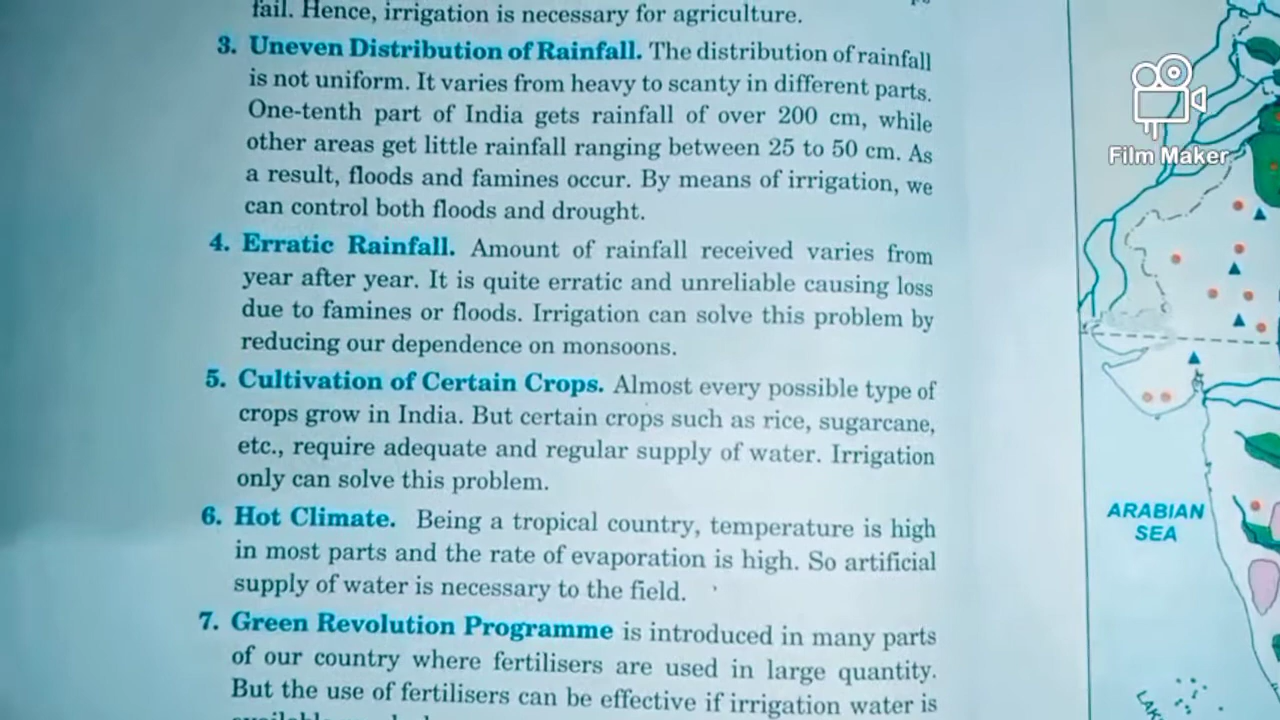 fail. Hence, irrigation is necessary for agriculture.
3. Uneven Distribution of Rainfall. The distribution of rainfall
is not uniform. It varies from heavy to scanty in different parts.
One-tenth part of India gets rainfall of over 200 cm, while
other areas get little rainfall ranging between 25 to 50 cm. As
a result, floods and famines occur. By means of irrigation, we
can control both floods and drought.
4. Erratic Rainfall. Amount of rainfall received varies from
year after year. It is quite erratic and unreliable causing loss
due to famines or floods. Irrigation can solve this problem by
reducing our dependence on monsoons.
5. Cultivation of Certain Crops. Almost every possible type of
crops grow in India. But certain crops such as rice, sugarcane,
etc., require adequate and regular supply of water. Irrigation
only can solve this problem.
6. Hot Climate. Being a tropical country, temperature is high
in most parts and the rate of evaporation is high. So artificial
supply of water is necessary to the field.
7. Green Revolution Programme is introduced in many parts
of our country where fertilisers are used in large quantity.
But the use of fertilisers can be effective if irrigation water is
Film Maker
ARABIAN
SEA
LAK